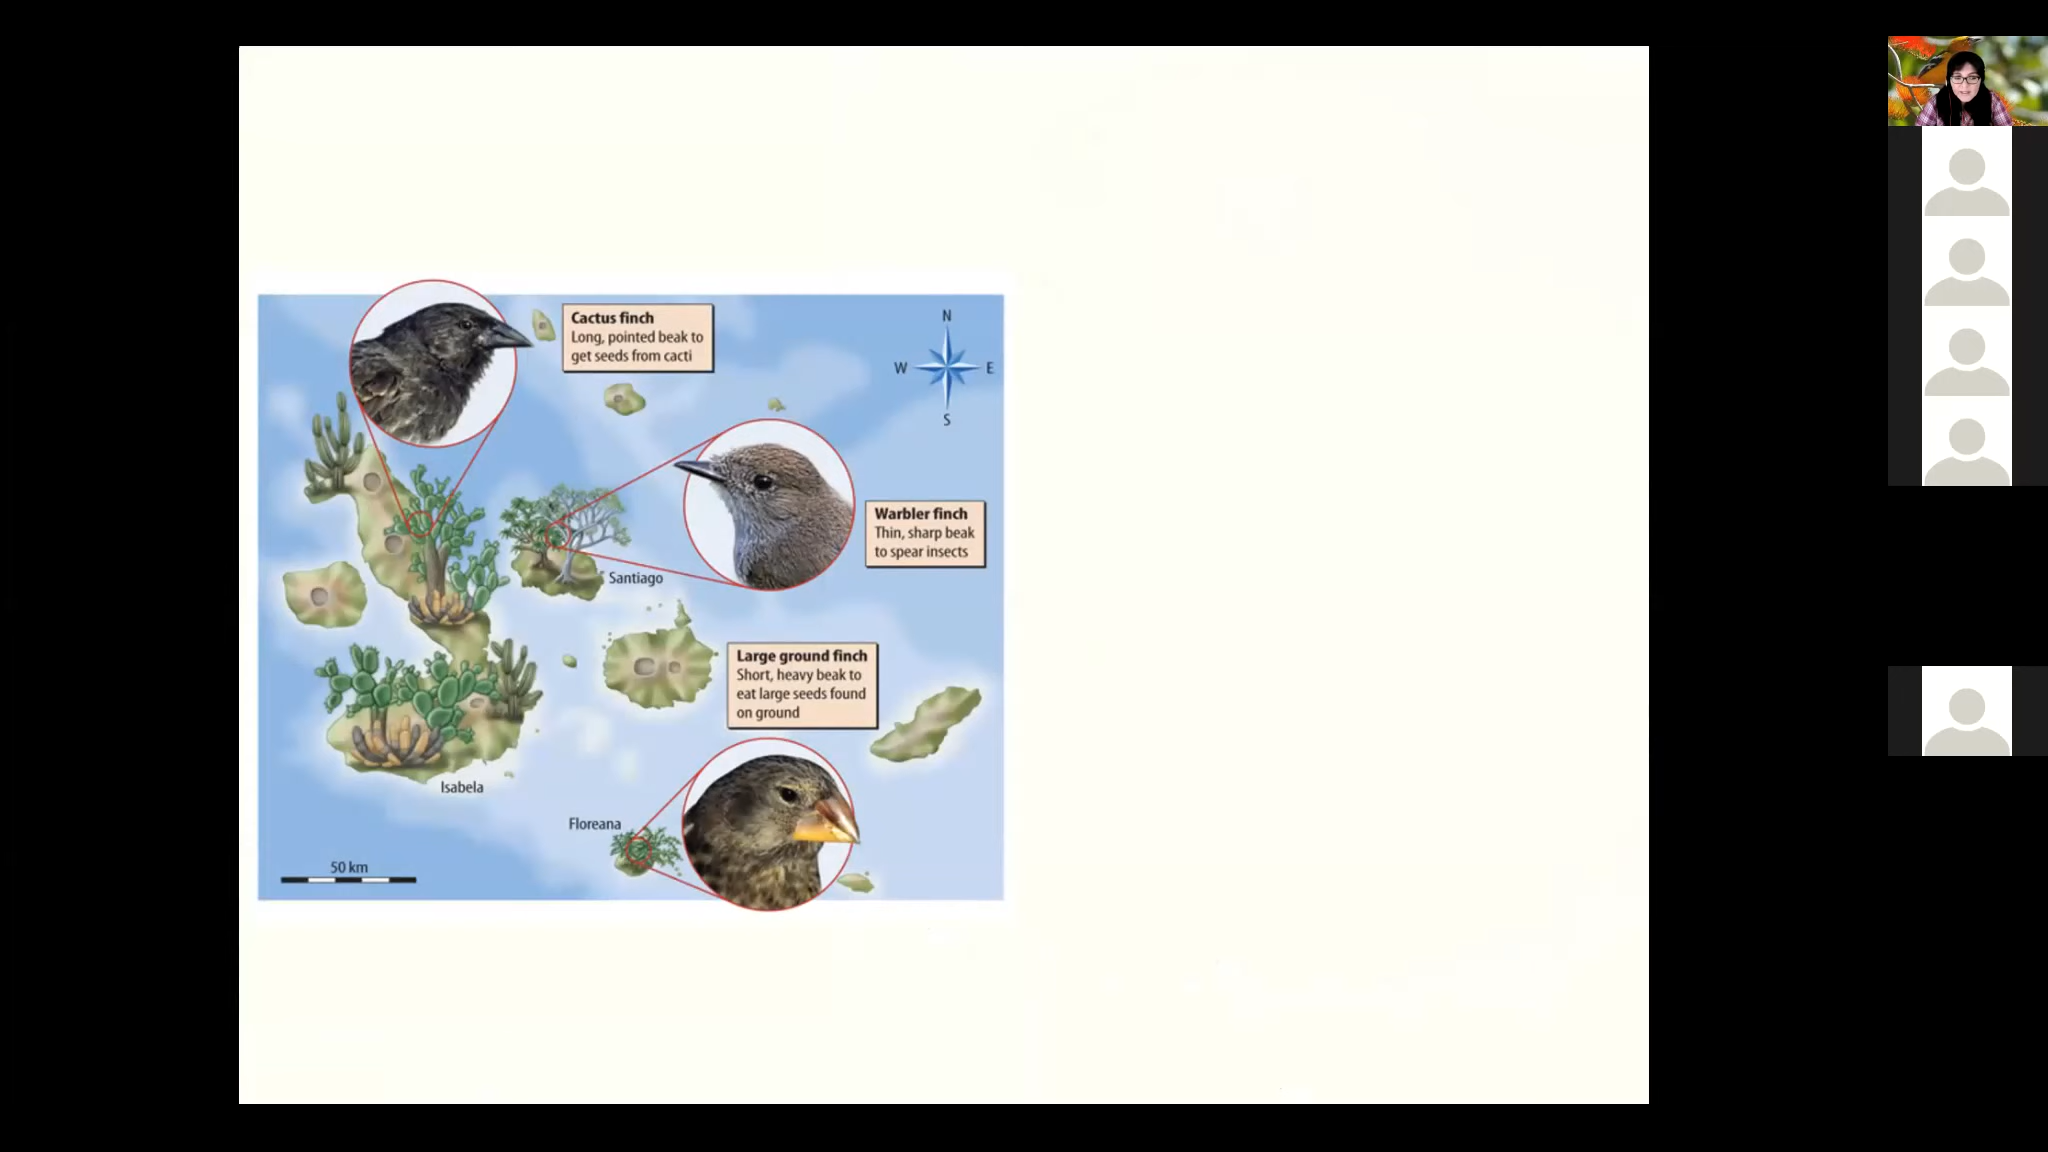 Cactus finch
Long, pointed beak to
get seeds from cacti
N
W
E
S
Warbler finch
Thin, sharp beak
to spear insects
Santiago
Large ground finch
Short, heavy beak to
eat large seeds found
on ground
Isabela
Floreana
50 km